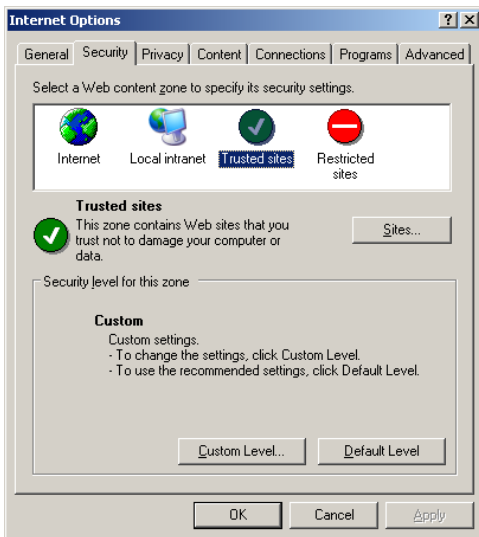 Internet Options
General Security Privacy Content Connections Programs Advanced
Select a Web content zone to specify its security settings.
Internet Local intranet Trusted sites Restricted
sites
Trusted sites
This zone contains Web sites that you
trust not to damage your computer or
data.
Sites...
Security level for this zone
Custom
Custom settings.
- To change the settings, click Custom Level.
- To use the recommended settings, click Default Level.
Custom Level... Default Level
OK Cancel Apply